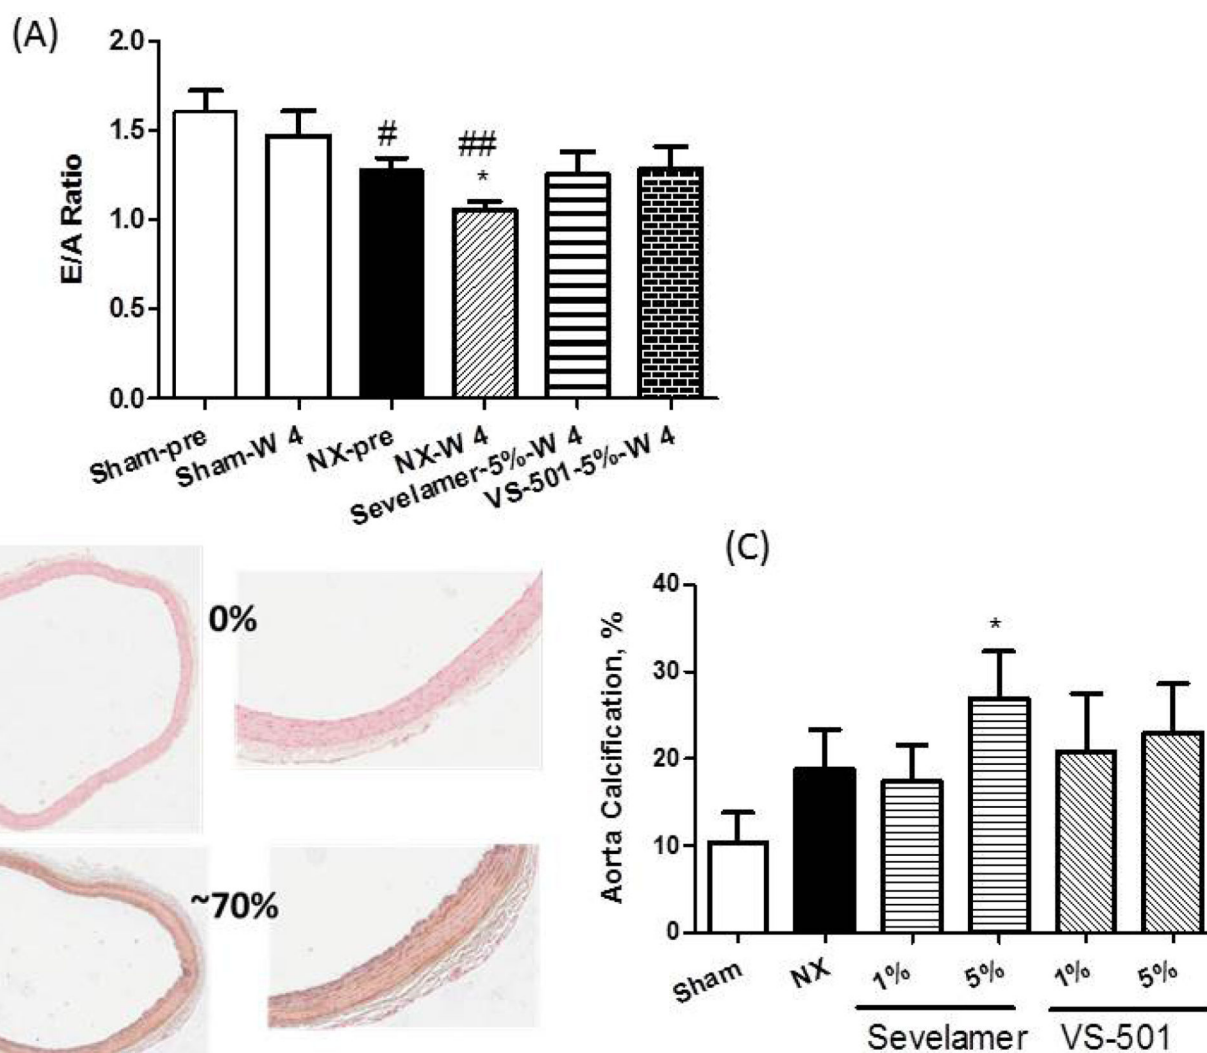 (A)
2.0
1.5
1.0
0.5
0.0
E/A Ratio
#
##
*
Sham-pre
Sham-W 4
NX-pre
NX-W 4
Sevelamer-5%-W 4
VS-501-5%-W 4
0%
~70%
(C)
40
30
20
10
0
Aorta Calcification, %
*
Sham
NX
1%
5%
1%
5%
Sevelamer
VS-501